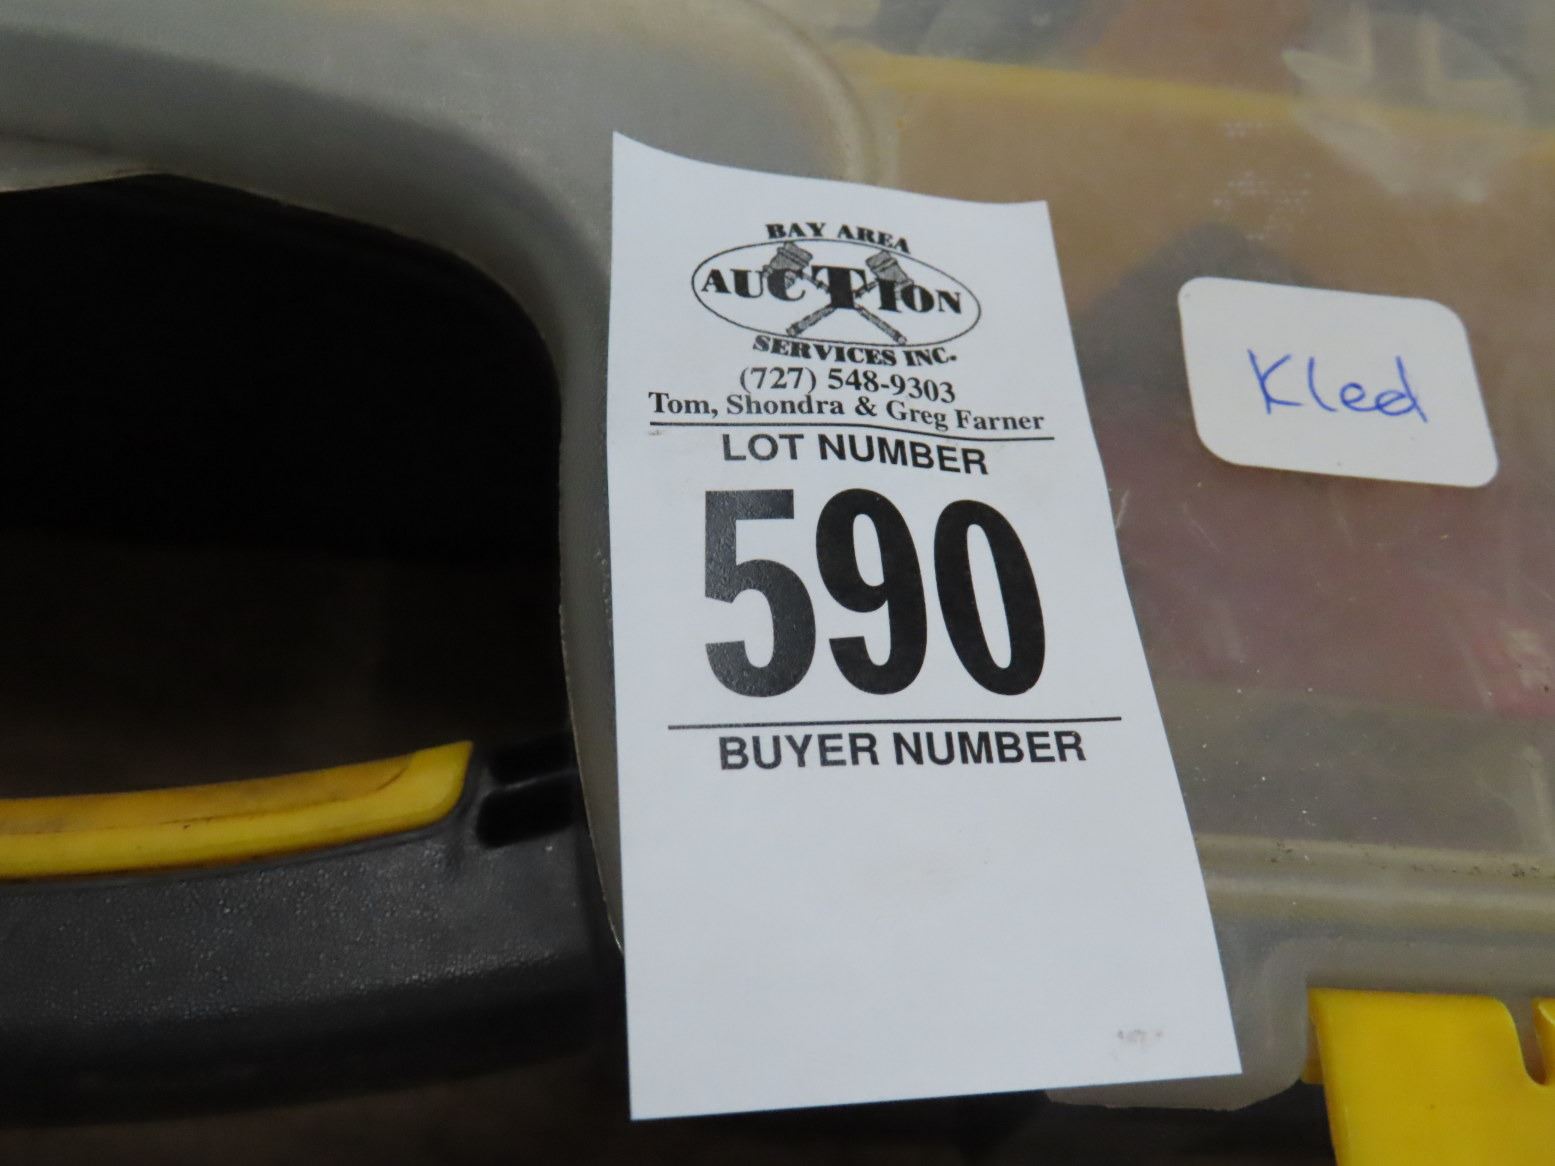 BAY AREA
AUCTION
SERVICES INC.
(727) 548-9303
Tom, Shondra & Greg Farner
LOT NUMBER
590
BUYER NUMBER
Kled